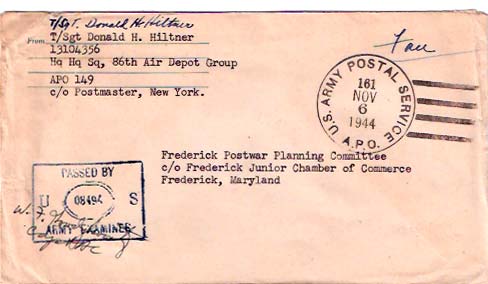 T/Sgt. Donald H. Hiltner
From T/Sgt Donald H. Hiltner
13104356
Hq Hq Sq, 86th Air Depot Group
APO 149
c/o Postmaster, New York.
Free
U.S. ARMY POSTAL SERVICE
161
NOV
6
1944
A.P.O.
Frederick Postwar Planning Committee
c/o Frederick Junior Chamber of Commerce
Frederick, Maryland
PASSED BY
U 08494 S
ARMY EXAMINER
W. F.